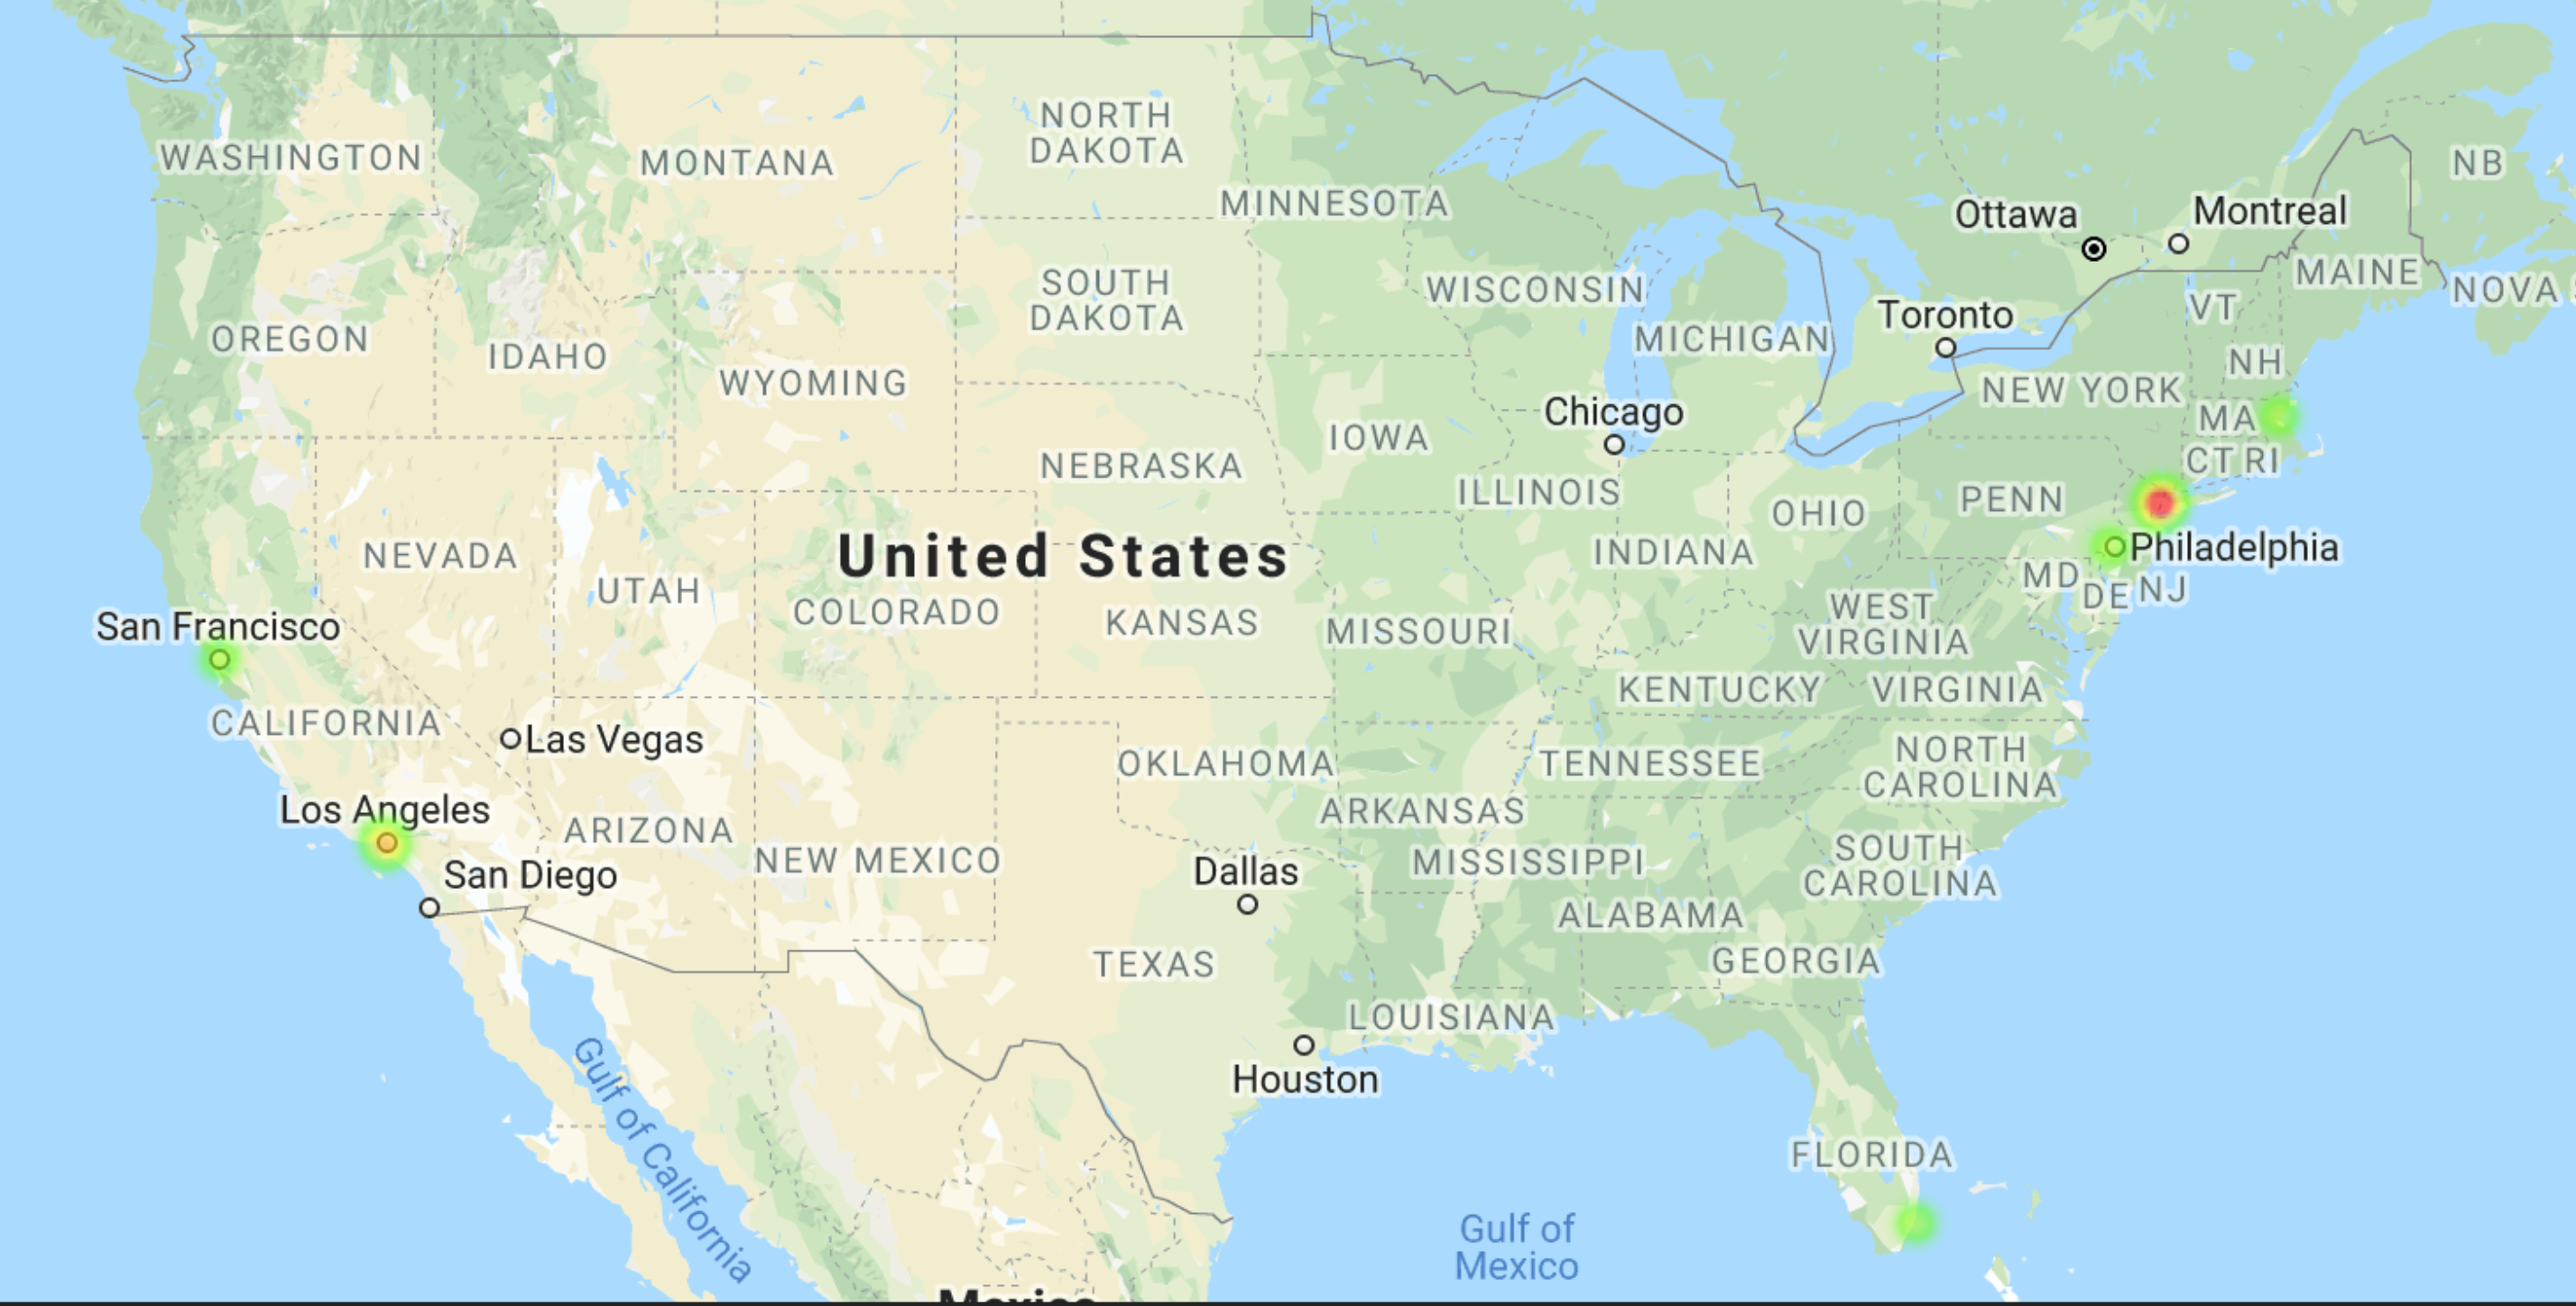 NORTH
DAKOTA
WASHINGTON
MONTANA
NB
MINNESOTA
Ottawa
Montreal
SOUTH
DAKOTA
WISCONSIN
MAINE
NOVA
VT
OREGON
IDAHO
MICHIGAN
Toronto
NH
WYOMING
NEW YORK
Chicago
MA
IOWA
NEBRASKA
CT RI
ILLINOIS
PENN
OHIO
United States
NEVADA
INDIANA
Philadelphia
UTAH
COLORADO
KANSAS
MD
DE
NJ
San Francisco
MISSOURI
WEST
VIRGINIA
CALIFORNIA
KENTUCKY
VIRGINIA
Las Vegas
OKLAHOMA
TENNESSEE
NORTH
CAROLINA
Los Angeles
ARIZONA
ARKANSAS
NEW MEXICO
San Diego
Dallas
MISSISSIPPI
SOUTH
CAROLINA
ALABAMA
TEXAS
GEORGIA
LOUISIANA
Houston
Gulf of California
FLORIDA
Gulf of
Mexico
Mexico